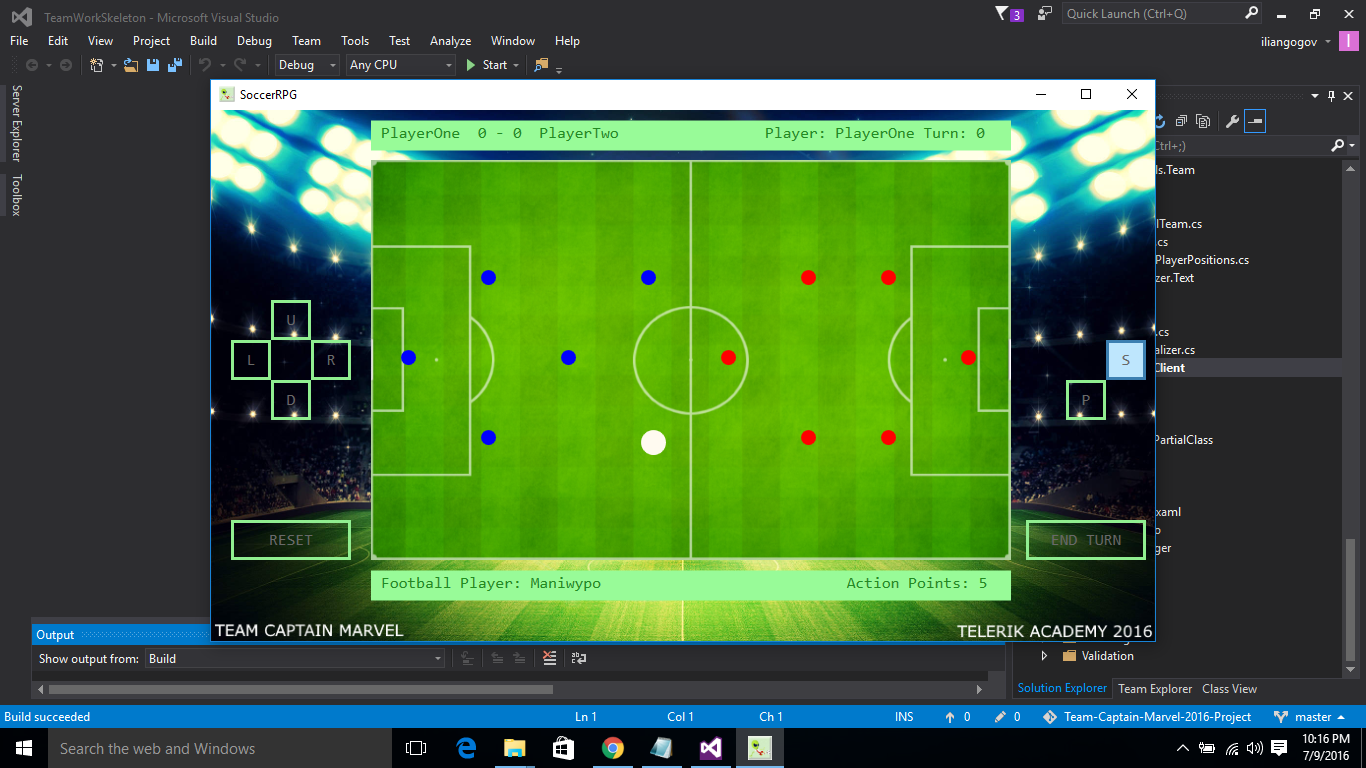 TeamWorkSkeleton - Microsoft Visual Studio
3
Quick Launch (Ctrl+Q)
File Edit View Project Build Debug Team Tools Test Analyze Window Help
iliangogov
I
Debug
Any CPU
Start
Server Explorer
Toolbox
SoccerRPG
PlayerOne 0 - 0 PlayerTwo
Player: PlayerOne Turn: 0
U
L R
D
S
P
RESET
END TURN
Football Player: Maniwypo
Action Points: 5
TEAM CAPTAIN MARVEL
TELERIK ACADEMY 2016
Ctrl+;)
ls.Team
lTeam.cs
.cs
PlayerPositions.cs
zer.Text
.cs
alizer.cs
Client
PartialClass
xaml
o
ger
Validation
Solution Explorer Team Explorer Class View
Output
Show output from: Build
Build succeeded
Ln 1 Col 1 Ch 1 INS
0
0
Team-Captain-Marvel-2016-Project
master
Search the web and Windows
10:16 PM
7/9/2016